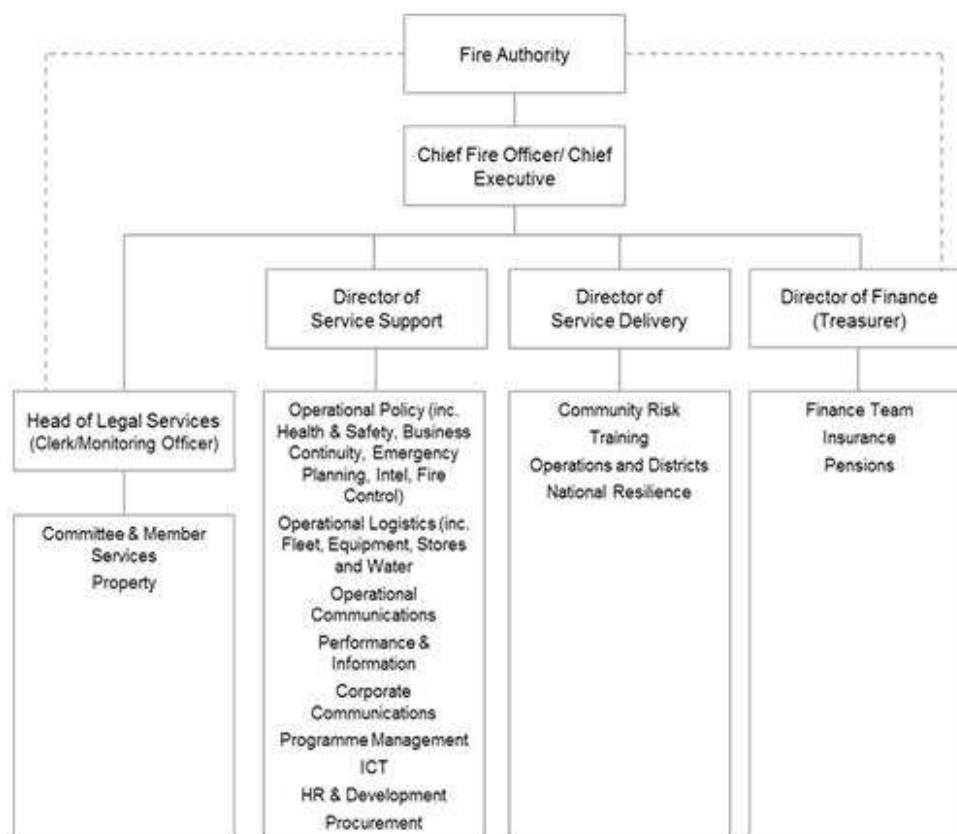 Fire Authority
Chief Fire Officer/ Chief
Executive
Director of
Service Support
Director of
Service Delivery
Director of Finance
(Treasurer)
Head of Legal Services
(Clerk/Monitoring Officer)
Committee & Member
Services
Property
Operational Policy (inc.
Health & Safety, Business
Continuity, Emergency
Planning, Intel, Fire
Control)
Operational Logistics (inc.
Fleet, Equipment, Stores
and Water
Operational
Communications
Performance &
Information
Corporate
Communications
Programme Management
ICT
HR & Development
Procurement
Community Risk
Training
Operations and Districts
National Resilience
Finance Team
Insurance
Pensions